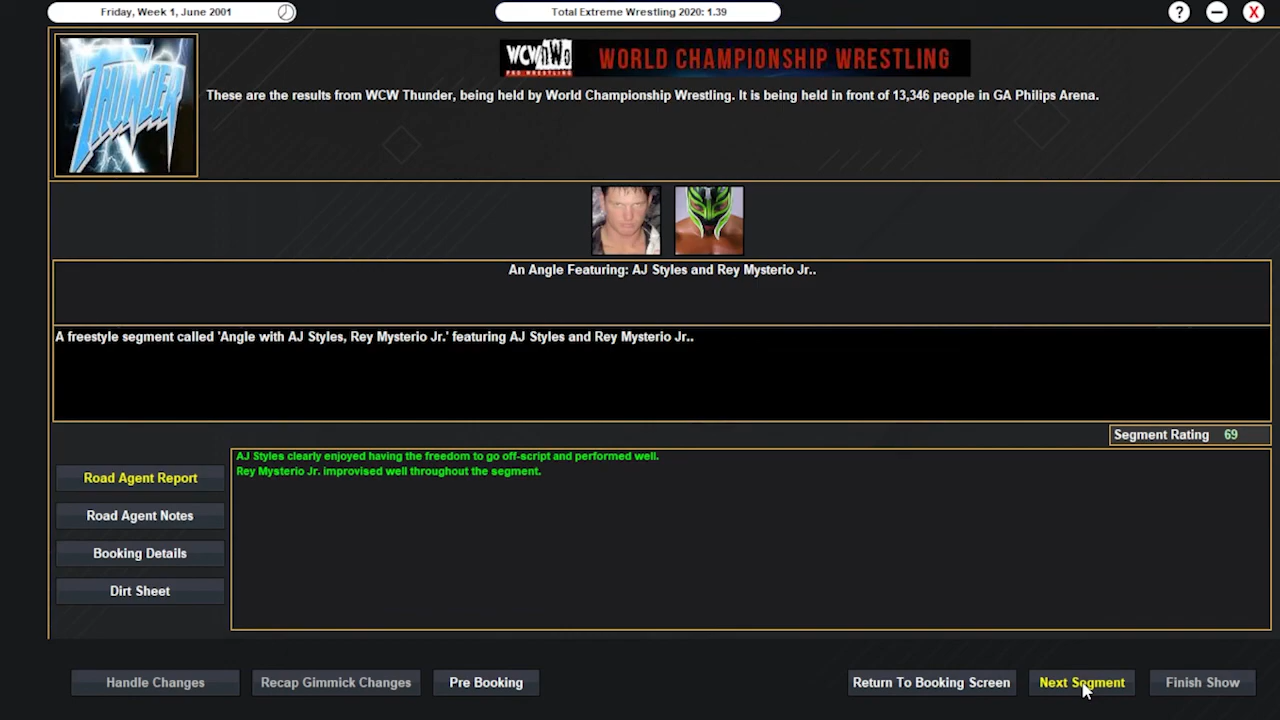 Friday, Week 1, June 2001
Total Extreme Wrestling 2020: 1.39
?
X
THUNDER
WCW
PRO WRESTLING
WORLD CHAMPIONSHIP WRESTLING
These are the results from WCW Thunder, being held by World Championship Wrestling. It is being held in front of 13,346 people in GA Philips Arena.
An Angle Featuring: AJ Styles and Rey Mysterio Jr..
A freestyle segment called 'Angle with AJ Styles, Rey Mysterio Jr.' featuring AJ Styles and Rey Mysterio Jr..
Segment Rating 69
AJ Styles clearly enjoyed having the freedom to go off-script and performed well.
Rey Mysterio Jr. improvised well throughout the segment.
Road Agent Report
Road Agent Notes
Booking Details
Dirt Sheet
Handle Changes
Recap Gimmick Changes
Pre Booking
Return To Booking Screen
Next Segment
Finish Show